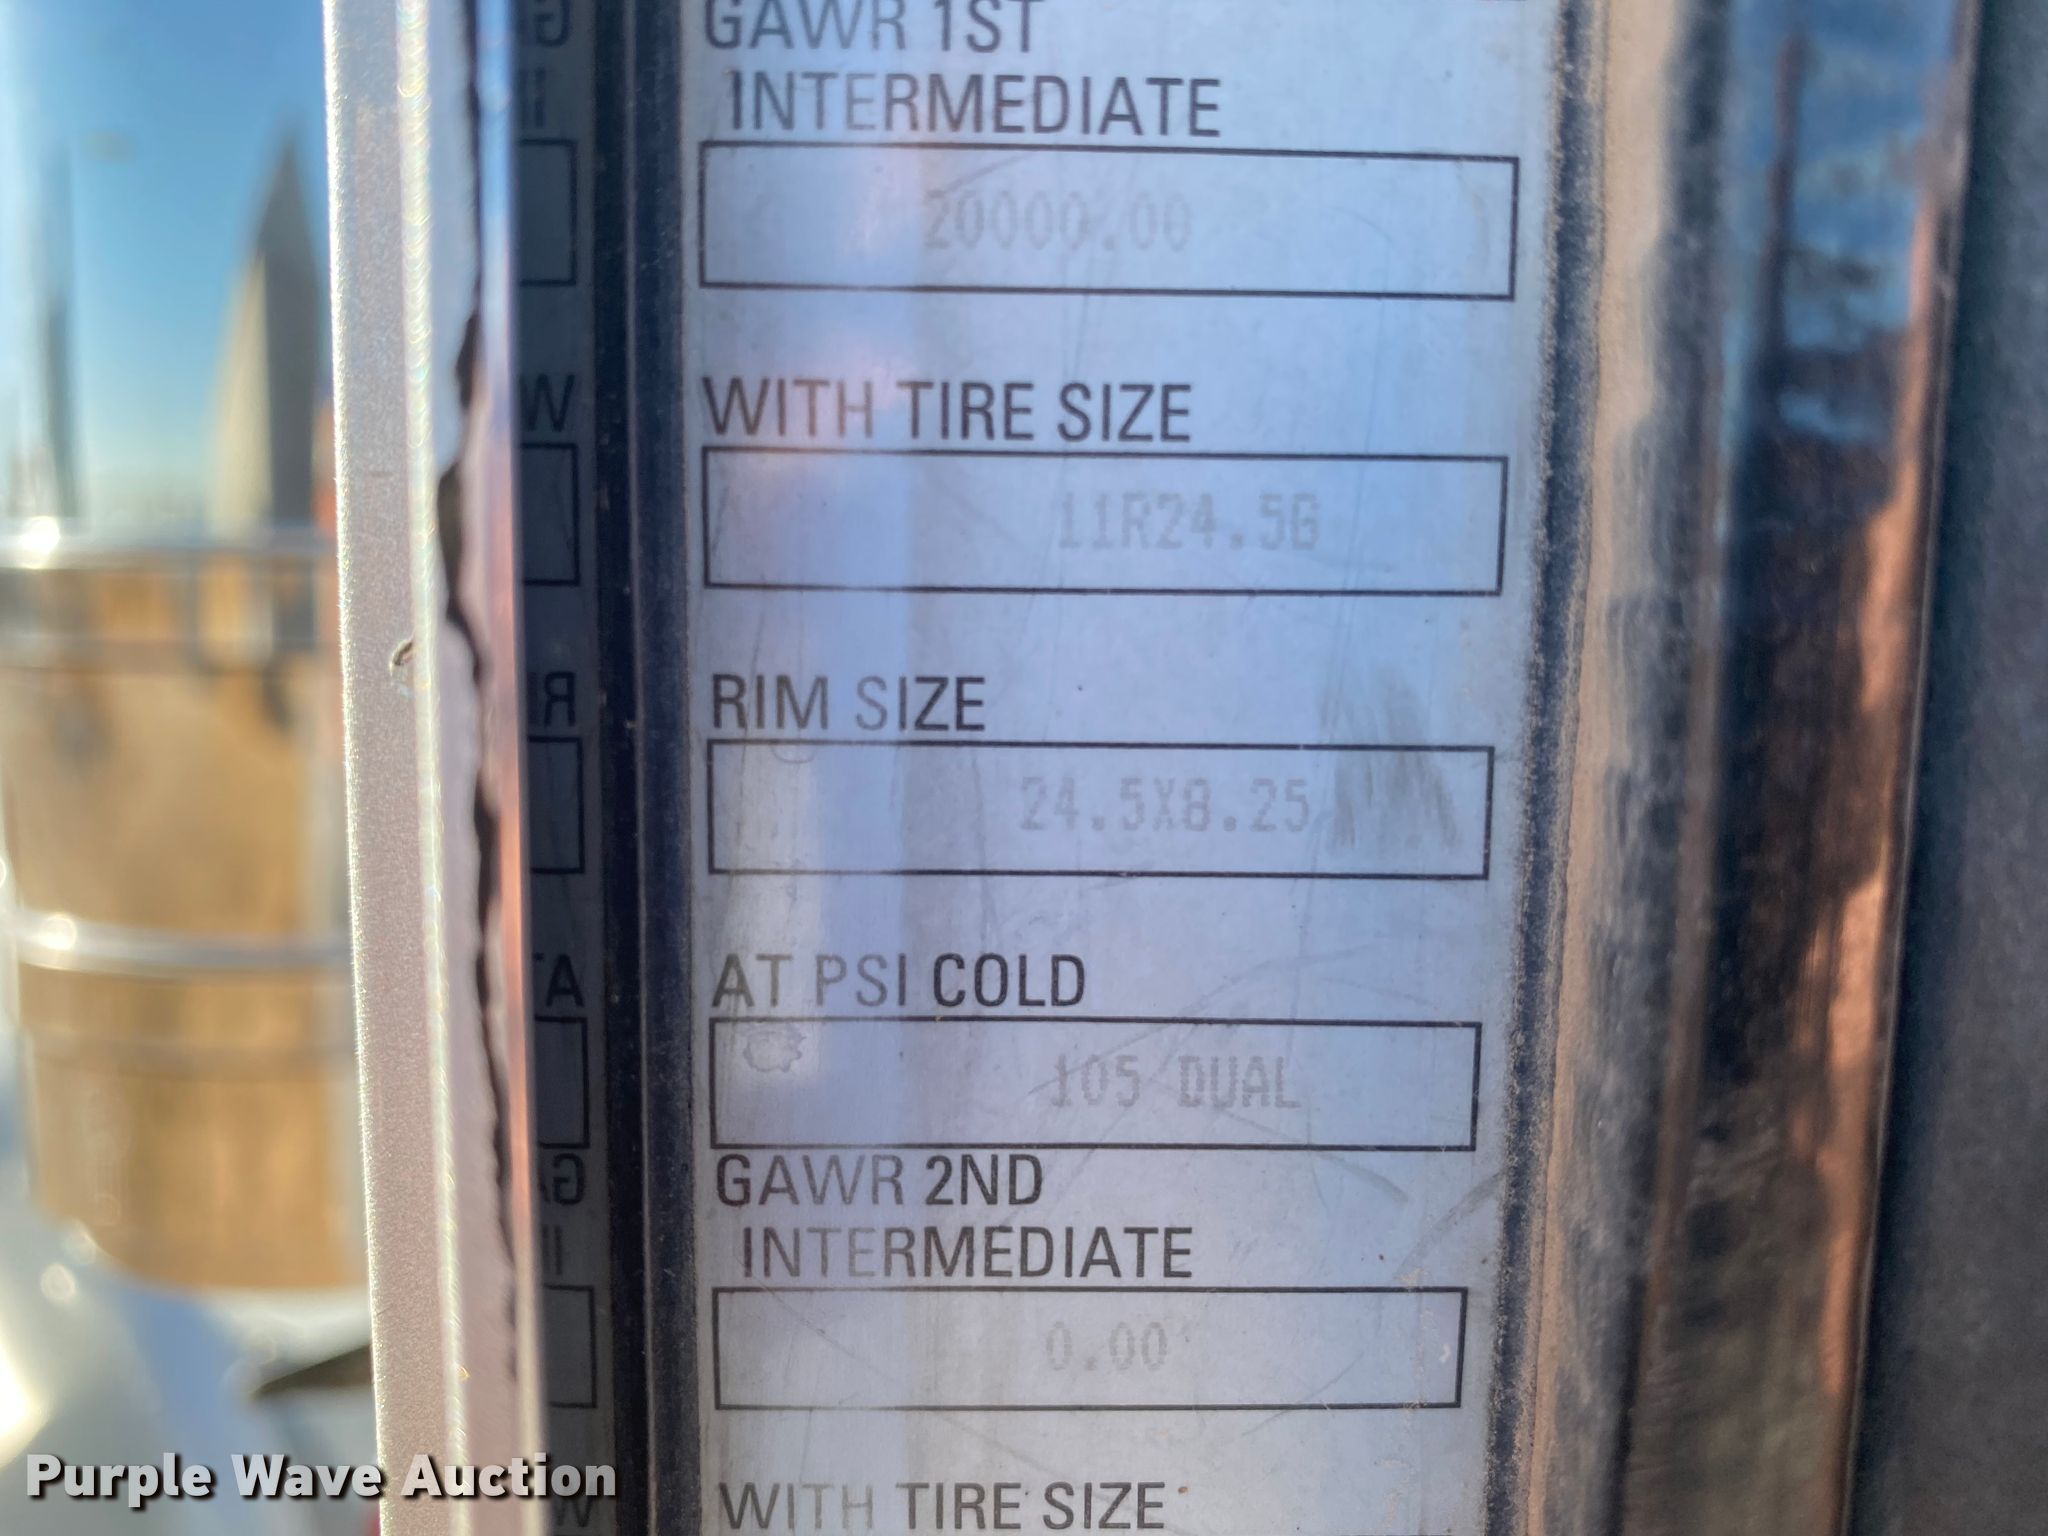 GAWR 1ST
INTERMEDIATE
20000.00
WITH TIRE SIZE
11R24.5G
RIM SIZE
24.5X8.25
AT PSI COLD
105 DUAL
GAWR 2ND
INTERMEDIATE
0.00
WITH TIRE SIZE
Purple Wave Auction